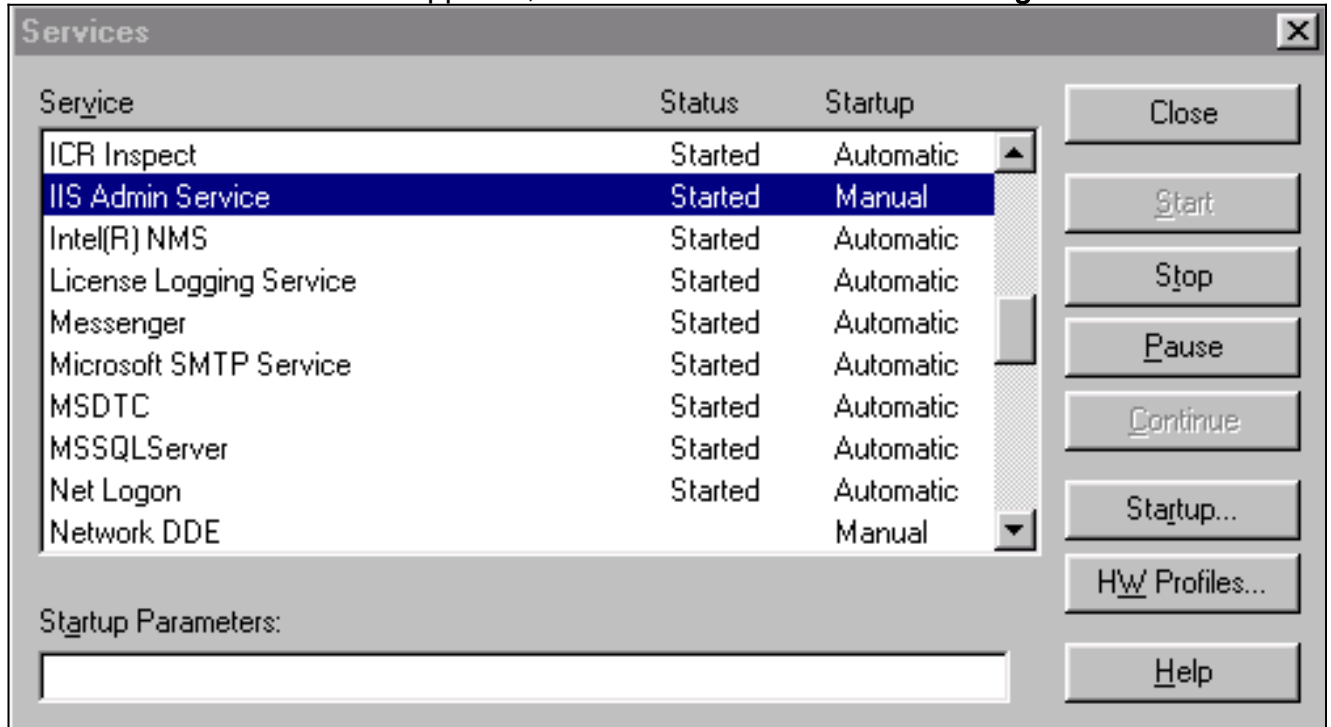 Services
Service Status Startup
ICR Inspect Started Automatic
IIS Admin Service Started Manual
Intel(R) NMS Started Automatic
License Logging Service Started Automatic
Messenger Started Automatic
Microsoft SMTP Service Started Automatic
MSDTC Started Automatic
MSSQLServer Started Automatic
Net Logon Started Automatic
Network DDE Manual
Startup Parameters:
Close
Start
Stop
Pause
Continue
Startup...
HW Profiles...
Help